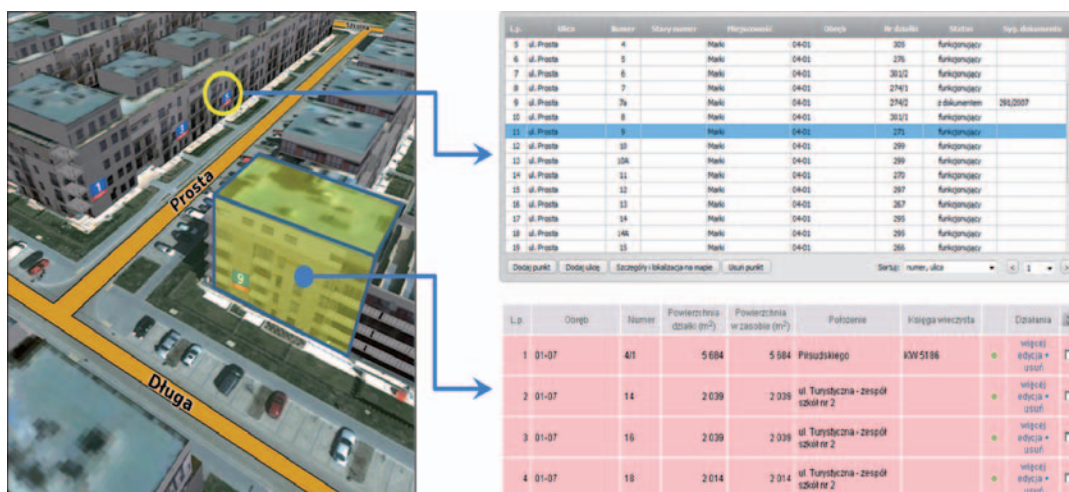 Prosta
Długa
1
9
L.p. Ulica Numer Stary numer Miejscowość Obręb Nr działki Status Syg. dokumentu
5 ul. Prosta 4 Marki 04-01 305 funkcjonujący
6 ul. Prosta 5 Marki 04-01 276 funkcjonujący
7 ul. Prosta 6 Marki 04-01 301/2 funkcjonujący
8 ul. Prosta 7 Marki 04-01 274/1 funkcjonujący
9 ul. Prosta 7a Marki 04-01 274/2 z dokumentem 291/2007
10 ul. Prosta 8 Marki 04-01 301/1 funkcjonujący
11 ul. Prosta 9 Marki 04-01 271 funkcjonujący
12 ul. Prosta 10 Marki 04-01 299 funkcjonujący
13 ul. Prosta 10A Marki 04-01 299 funkcjonujący
14 ul. Prosta 11 Marki 04-01 270 funkcjonujący
15 ul. Prosta 12 Marki 04-01 297 funkcjonujący
16 ul. Prosta 13 Marki 04-01 267 funkcjonujący
17 ul. Prosta 14 Marki 04-01 295 funkcjonujący
18 ul. Prosta 14A Marki 04-01 295 funkcjonujący
19 ul. Prosta 15 Marki 04-01 266 funkcjonujący
Dodaj punkt Dodaj ulicę Szczegóły i lokalizacja na mapie Usuń punkt Sortuj: numer, ulica < 1 >
L.p. Obręb Numer Powierzchnia działki (m²) Powierzchnia w zasobie (m²) Położenie Księga wieczysta Działania
1 01-07 4/1 5 684 5 684 Piłsudskiego KW 5186 więcej edycja usuń
2 01-07 14 2 039 2 039 ul. Turystyczna - zespół szkół nr 2 więcej edycja usuń
3 01-07 16 2 039 2 039 ul. Turystyczna - zespół szkół nr 2 więcej edycja usuń
4 01-07 18 2 014 2 014 ul. Turystyczna - zespół szkół nr 2 więcej edycja usuń